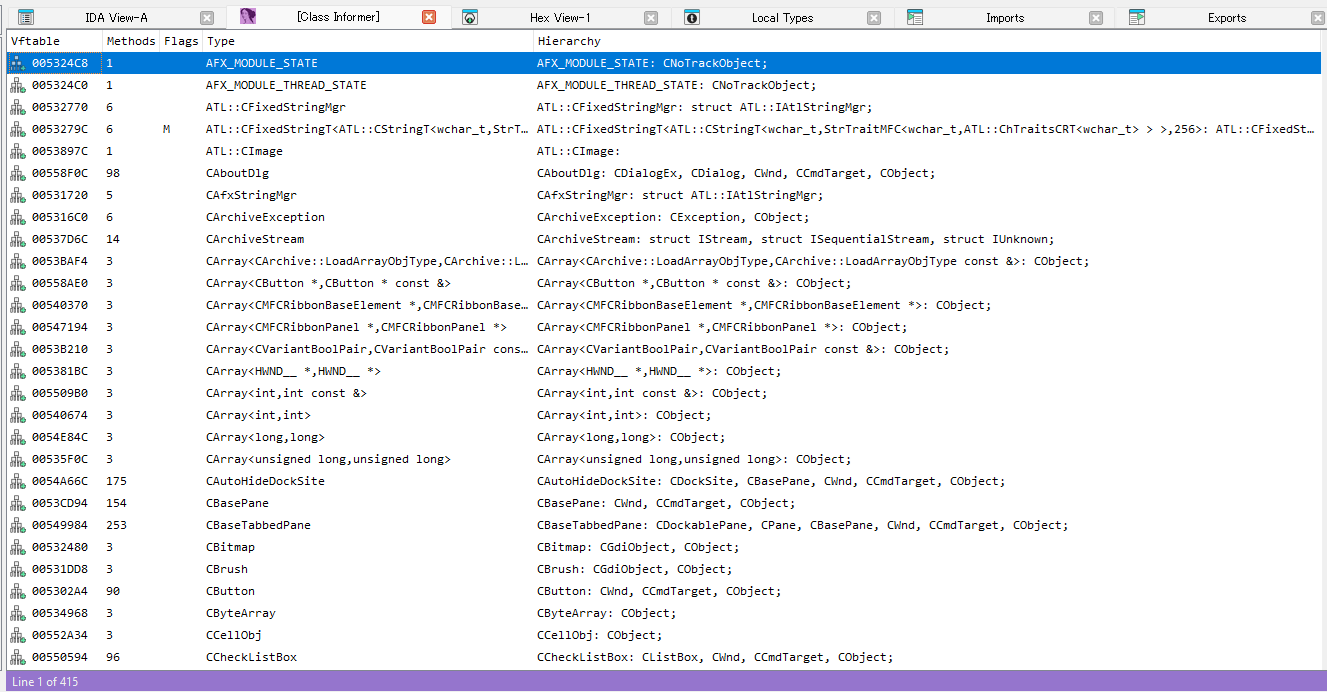 IDA View-A [Class Informer] Hex View-1 Local Types Imports Exports
Vftable Methods Flags Type Hierarchy
005324C8 1 AFX_MODULE_STATE AFX_MODULE_STATE: CNoTrackObject;
005324C0 1 AFX_MODULE_THREAD_STATE AFX_MODULE_THREAD_STATE: CNoTrackObject;
00532770 6 ATL::CFixedStringMgr ATL::CFixedStringMgr: struct ATL::IAtlStringMgr;
0053279C 6 M ATL::CFixedStringT<ATL::CStringT<wchar_t,StrT… ATL::CFixedStringT<ATL::CStringT<wchar_t,StrTraitMFC<wchar_t,ATL::ChTraitsCRT<wchar_t> > >,256>: ATL::CFixedSt…
0053897C 1 ATL::CImage ATL::CImage:
00558F0C 98 CAboutDlg CAboutDlg: CDialogEx, CDialog, CWnd, CCmdTarget, CObject;
00531720 5 CAfxStringMgr CAfxStringMgr: struct ATL::IAtlStringMgr;
005316C0 6 CArchiveException CArchiveException: CException, CObject;
00537D6C 14 CArchiveStream CArchiveStream: struct IStream, struct ISequentialStream, struct IUnknown;
0053BAF4 3 CArray<CArchive::LoadArrayObjType,CArchive::L… CArray<CArchive::LoadArrayObjType,CArchive::LoadArrayObjType const &>: CObject;
00558AE0 3 CArray<CButton *,CButton * const &> CArray<CButton *,CButton * const &>: CObject;
00540370 3 CArray<CMFCRibbonBaseElement *,CMFCRibbonBase… CArray<CMFCRibbonBaseElement *,CMFCRibbonBaseElement *>: CObject;
00547194 3 CArray<CMFCRibbonPanel *,CMFCRibbonPanel *> CArray<CMFCRibbonPanel *,CMFCRibbonPanel *>: CObject;
0053B210 3 CArray<CVariantBoolPair,CVariantBoolPair cons… CArray<CVariantBoolPair,CVariantBoolPair const &>: CObject;
005381BC 3 CArray<HWND__ *,HWND__ *> CArray<HWND__ *,HWND__ *>: CObject;
005509B0 3 CArray<int,int const &> CArray<int,int const &>: CObject;
00540674 3 CArray<int,int> CArray<int,int>: CObject;
0054E84C 3 CArray<long,long> CArray<long,long>: CObject;
00535F0C 3 CArray<unsigned long,unsigned long> CArray<unsigned long,unsigned long>: CObject;
0054A66C 175 CAutoHideDockSite CAutoHideDockSite: CDockSite, CBasePane, CWnd, CCmdTarget, CObject;
0053CD94 154 CBasePane CBasePane: CWnd, CCmdTarget, CObject;
00549984 253 CBaseTabbedPane CBaseTabbedPane: CDockablePane, CPane, CBasePane, CWnd, CCmdTarget, CObject;
00532480 3 CBitmap CBitmap: CGdiObject, CObject;
00531DD8 3 CBrush CBrush: CGdiObject, CObject;
005302A4 90 CButton CButton: CWnd, CCmdTarget, CObject;
00534968 3 CByteArray CByteArray: CObject;
00552A34 3 CCellObj CCellObj: CObject;
00550594 96 CCheckListBox CCheckListBox: CListBox, CWnd, CCmdTarget, CObject;
Line 1 of 415